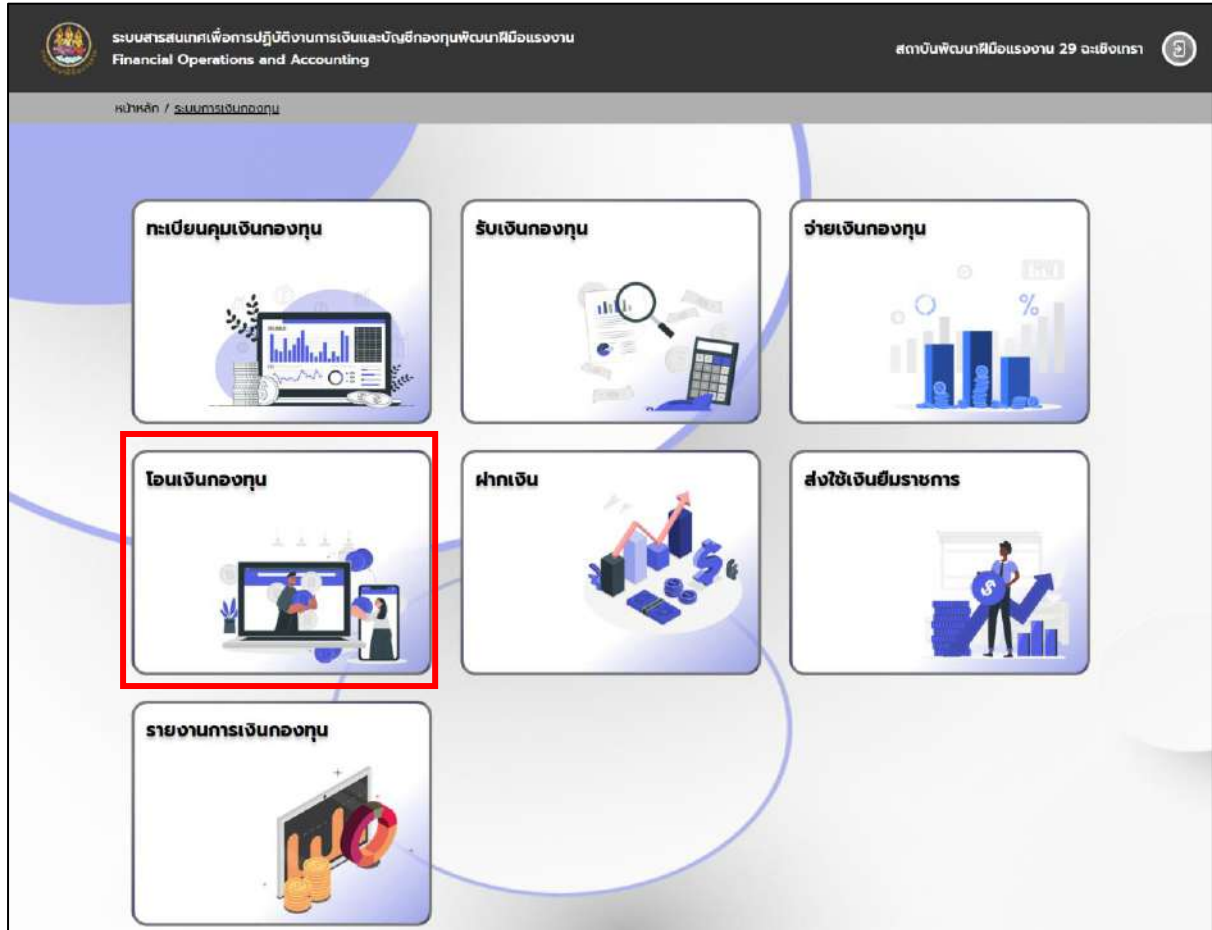 ระบบสารสนเทศเพื่อการปฏิบัติงานการเงินและบัญชีกองทุนพัฒนาฝีมือแรงงาน
Financial Operations and Accounting
สถาบันพัฒนาฝีมือแรงงาน 29 ฉะเชิงเทรา
หน้าหลัก / ระบบการเงินกองทุน
ทะเบียนคุมเงินกองทุน
รับเงินกองทุน
จ่ายเงินกองทุน
%
โอนเงินกองทุน
ฝากเงิน
ส่งใช้เงินยืมราชการ
$
$
รายงานการเงินกองทุน